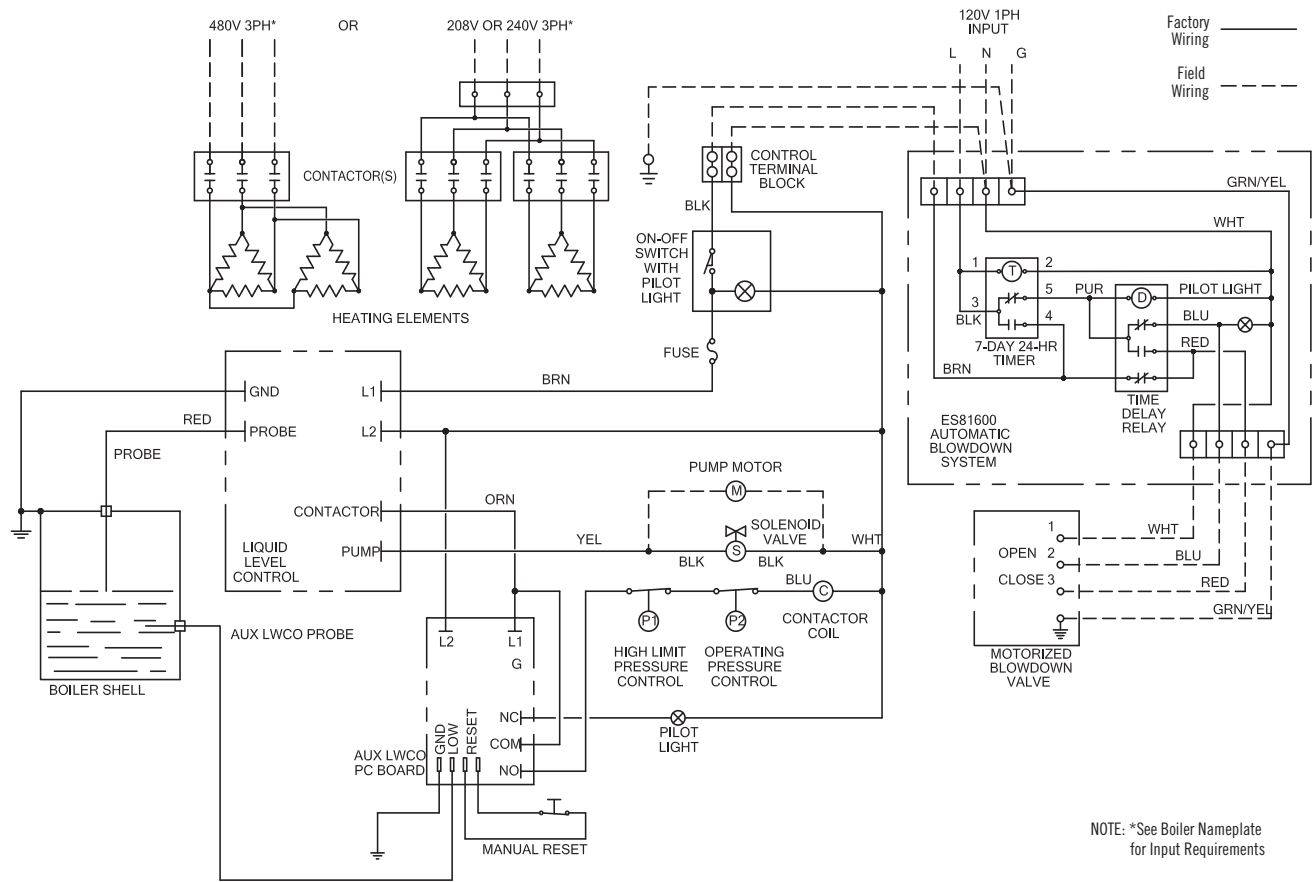 480V 3PH*
OR
208V OR 240V 3PH*
120V 1PH
INPUT
L N G
Factory
Wiring
Field
Wiring
CONTACTOR(S)
HEATING ELEMENTS
CONTROL
TERMINAL
BLOCK
BLK
ON-OFF
SWITCH
WITH
PILOT
LIGHT
FUSE
BRN
GRN/YEL
WHT
1
T
2
3
BLK
5
4
PUR
D
PILOT LIGHT
BLU
RED
7-DAY 24-HR
TIMER
BRN
TIME
DELAY
RELAY
ES81600
AUTOMATIC
BLOWDOWN
SYSTEM
GND
L1
RED
PROBE
L2
PROBE
CONTACTOR
ORN
PUMP
YEL
LIQUID
LEVEL
CONTROL
PUMP MOTOR
M
SOLENOID
VALVE
S
BLK
BLK
WHT
BLU
C
CONTACTOR
COIL
P1
P2
HIGH LIMIT
PRESSURE
CONTROL
OPERATING
PRESSURE
CONTROL
1
OPEN 2
CLOSE 3
WHT
BLU
RED
GRN/YEL
MOTORIZED
BLOWDOWN
VALVE
AUX LWCO PROBE
BOILER SHELL
L2
L1
G
NC
COM
NO
PILOT
LIGHT
AUX LWCO
PC BOARD
GND
LOW
RESET
MANUAL RESET
NOTE: *See Boiler Nameplate
for Input Requirements